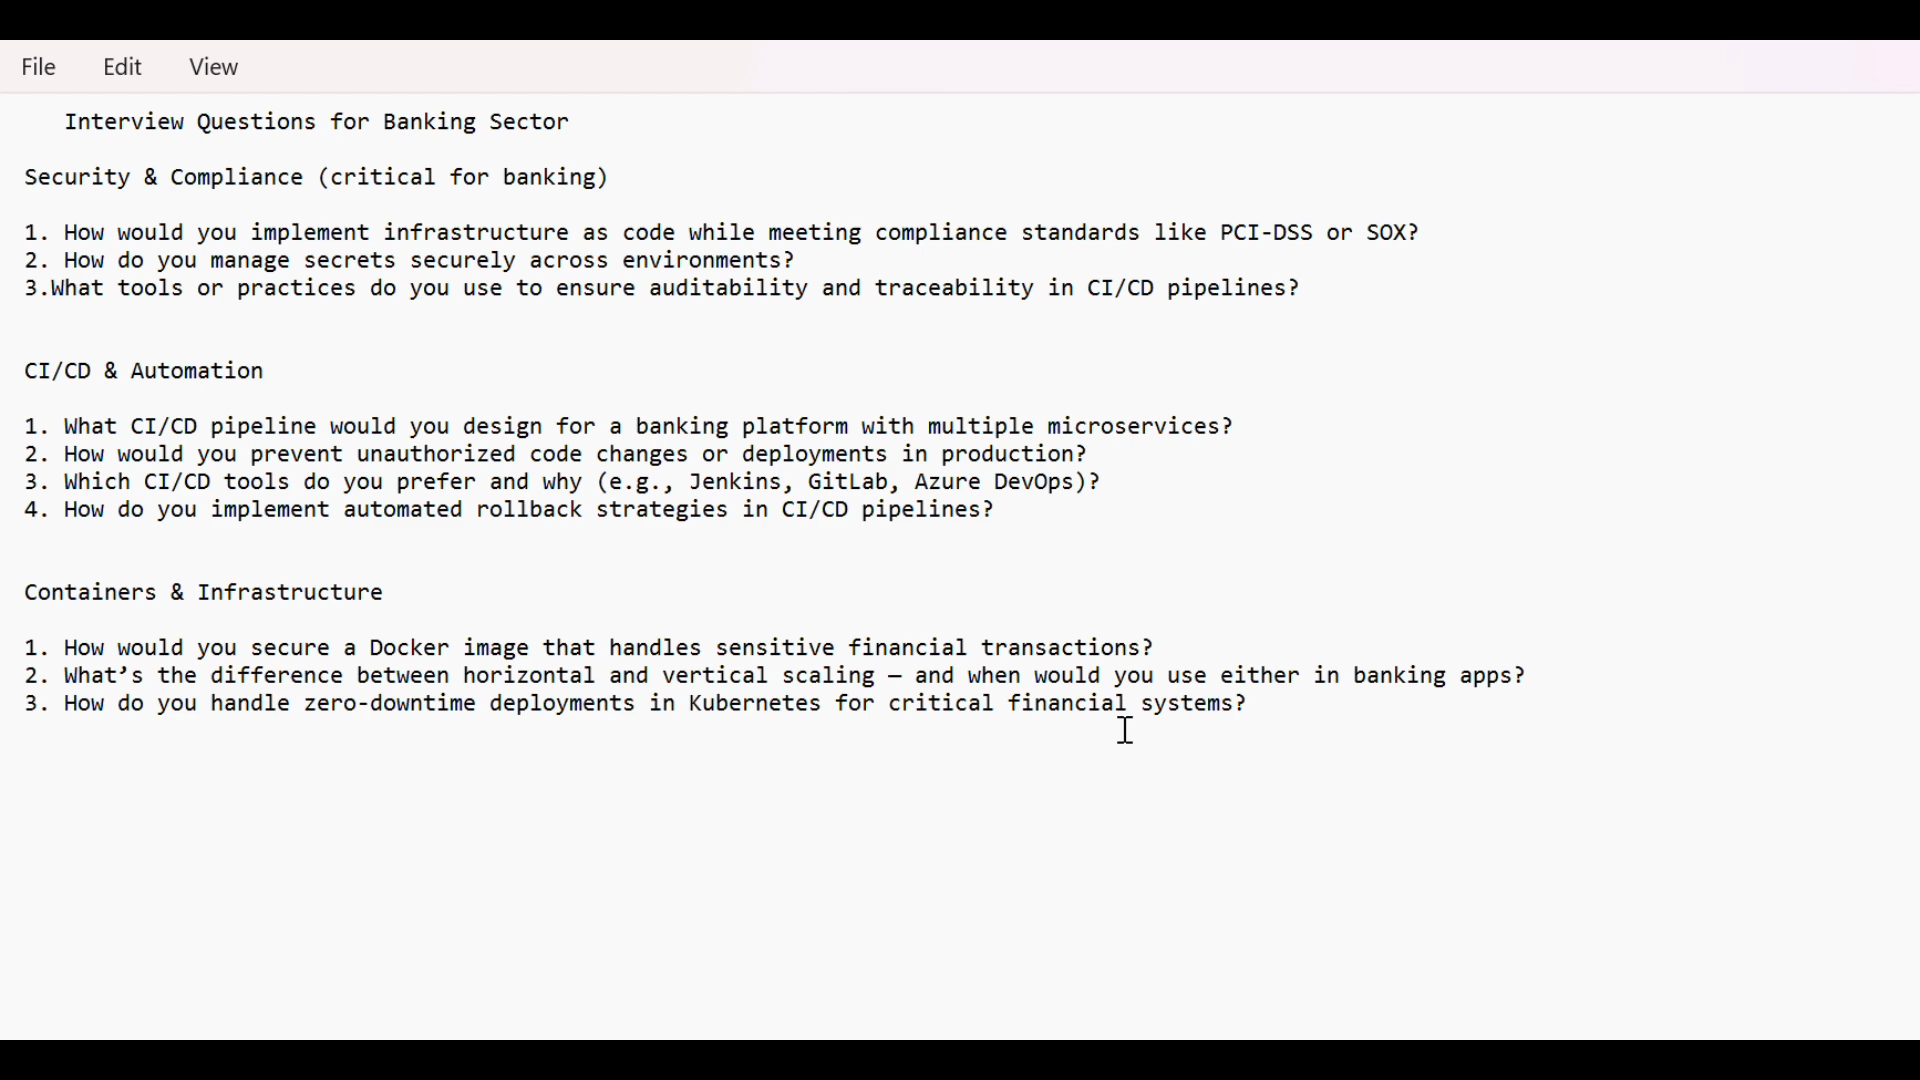 File Edit View
Interview Questions for Banking Sector
Security & Compliance (critical for banking)
1. How would you implement infrastructure as code while meeting compliance standards like PCI-DSS or SOX?
2. How do you manage secrets securely across environments?
3.What tools or practices do you use to ensure auditability and traceability in CI/CD pipelines?
CI/CD & Automation
1. What CI/CD pipeline would you design for a banking platform with multiple microservices?
2. How would you prevent unauthorized code changes or deployments in production?
3. Which CI/CD tools do you prefer and why (e.g., Jenkins, GitLab, Azure DevOps)?
4. How do you implement automated rollback strategies in CI/CD pipelines?
Containers & Infrastructure
1. How would you secure a Docker image that handles sensitive financial transactions?
2. What’s the difference between horizontal and vertical scaling — and when would you use either in banking apps?
3. How do you handle zero-downtime deployments in Kubernetes for critical financial systems?